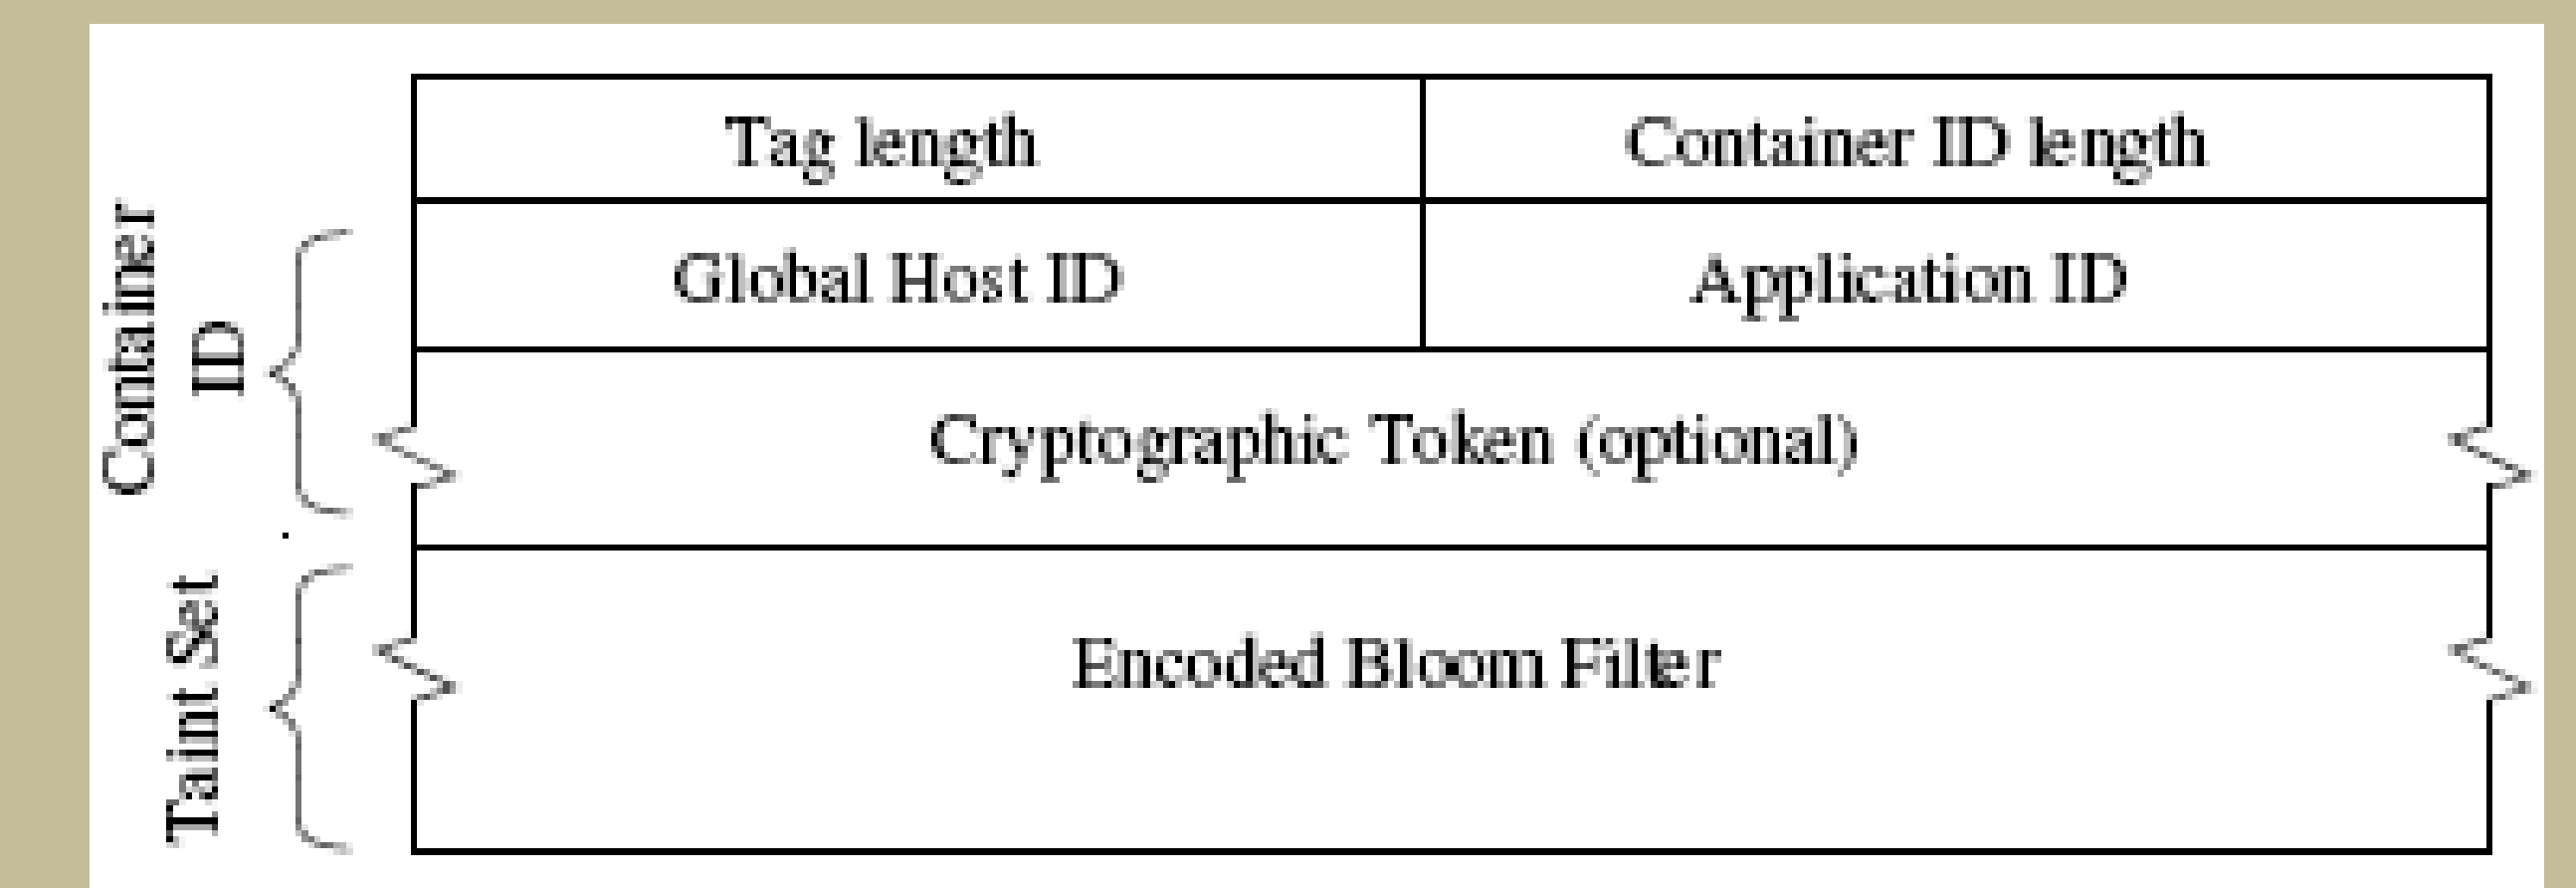 Tag length
Container ID length
Container
ID
Global Host ID
Application ID
Cryptographic Token (optional)
Taint Set
Encoded Bloom Filter